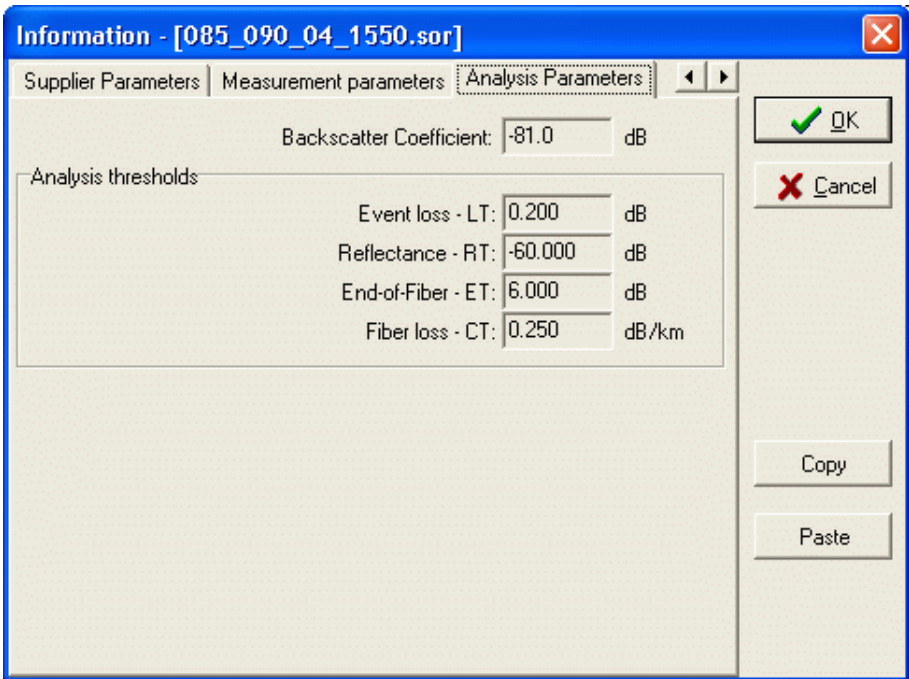 Information - [085_090_04_1550.sor]
Supplier Parameters Measurement parameters Analysis Parameters
OK
Backscatter Coefficient: -81.0 dB
Analysis thresholds
Cancel
Event loss - LT: 0.200 dB
Reflectance - RT: -60.000 dB
End-of-Fiber - ET: 6.000 dB
Fiber loss - CT: 0.250 dB/km
Copy
Paste